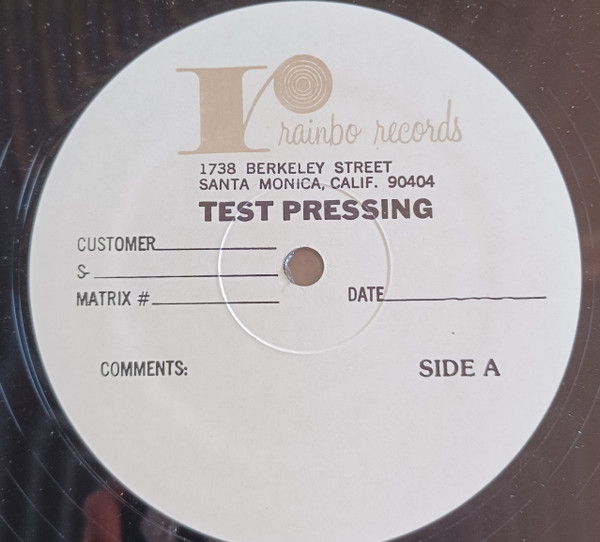 r rainbo records
1738 BERKELEY STREET
SANTA MONICA, CALIF. 90404
TEST PRESSING
CUSTOMER
S-
MATRIX #
DATE
COMMENTS:
SIDE A